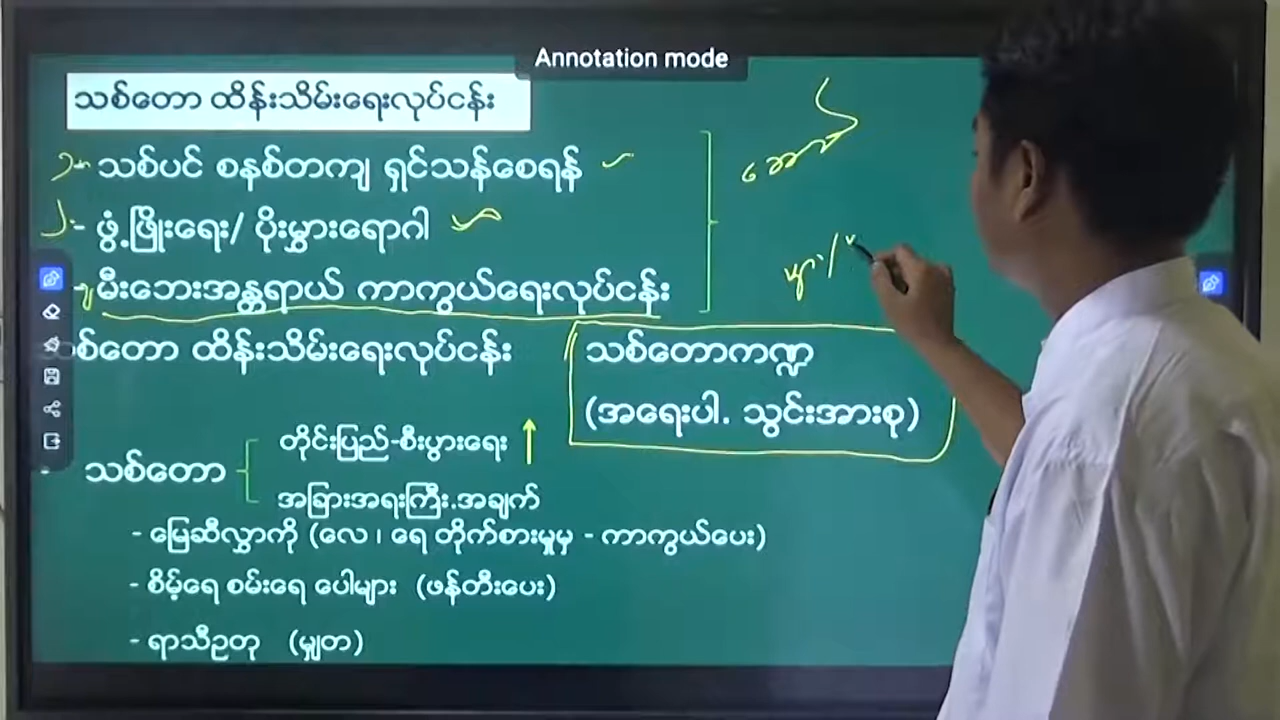 Annotation mode
သစ်တော ထိန်းသိမ်းရေးလုပ်ငန်း
၁- သစ်ပင် စနစ်တကျ ရှင်သန်စေရန်
၂- ဖွံ့ဖြိုးရေး/ ပိုးမွှားရောဂါ
မီးဘေးအန္တရာယ် ကာကွယ်ရေးလုပ်ငန်း
သစ်တော ထိန်းသိမ်းရေးလုပ်ငန်း
သစ်တောကဏ္ဍ
(အရေးပါ. သွင်းအားစု)
တိုင်းပြည်-စီးပွားရေး
- သစ်တော
အခြားအရးကြီး.အချက်
- မြေဆီလွှာကို (လေ ၊ ရေ တိုက်စားမှုမှ - ကာကွယ်ပေး)
- စိမ့်ရေ စမ်းရေ ပေါများ (ဖန်တီးပေး)
- ရာသီဥတု (မျှတ)